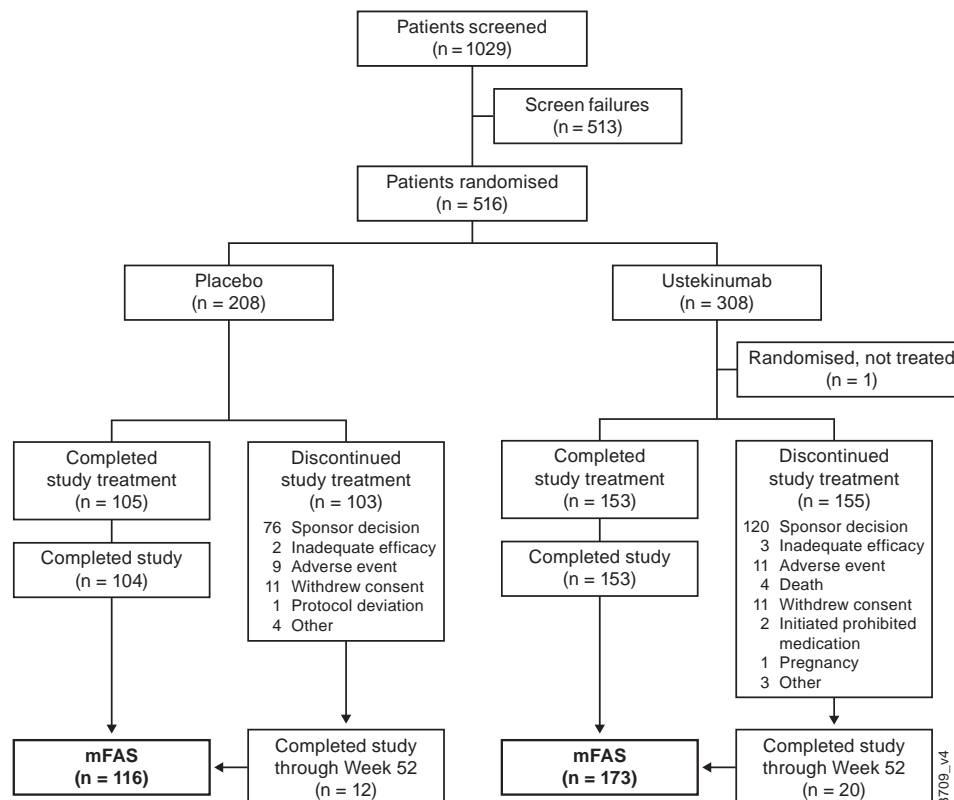 Patients screened
(n = 1029)
Screen failures
(n = 513)
Patients randomised
(n = 516)
Placebo
(n = 208)
Ustekinumab
(n = 308)
Randomised, not treated
(n = 1)
Completed
study treatment
(n = 105)
Discontinued
study treatment
(n = 103)
76 Sponsor decision
2 Inadequate efficacy
9 Adverse event
11 Withdrew consent
1 Protocol deviation
4 Other
Completed study
(n = 104)
Completed
study treatment
(n = 153)
Discontinued
study treatment
(n = 155)
120 Sponsor decision
3 Inadequate efficacy
11 Adverse event
4 Death
11 Withdrew consent
2 Initiated prohibited
medication
1 Pregnancy
3 Other
Completed study
(n = 153)
mFAS
(n = 116)
Completed study
through Week 52
(n = 12)
mFAS
(n = 173)
Completed study
through Week 52
(n = 20)